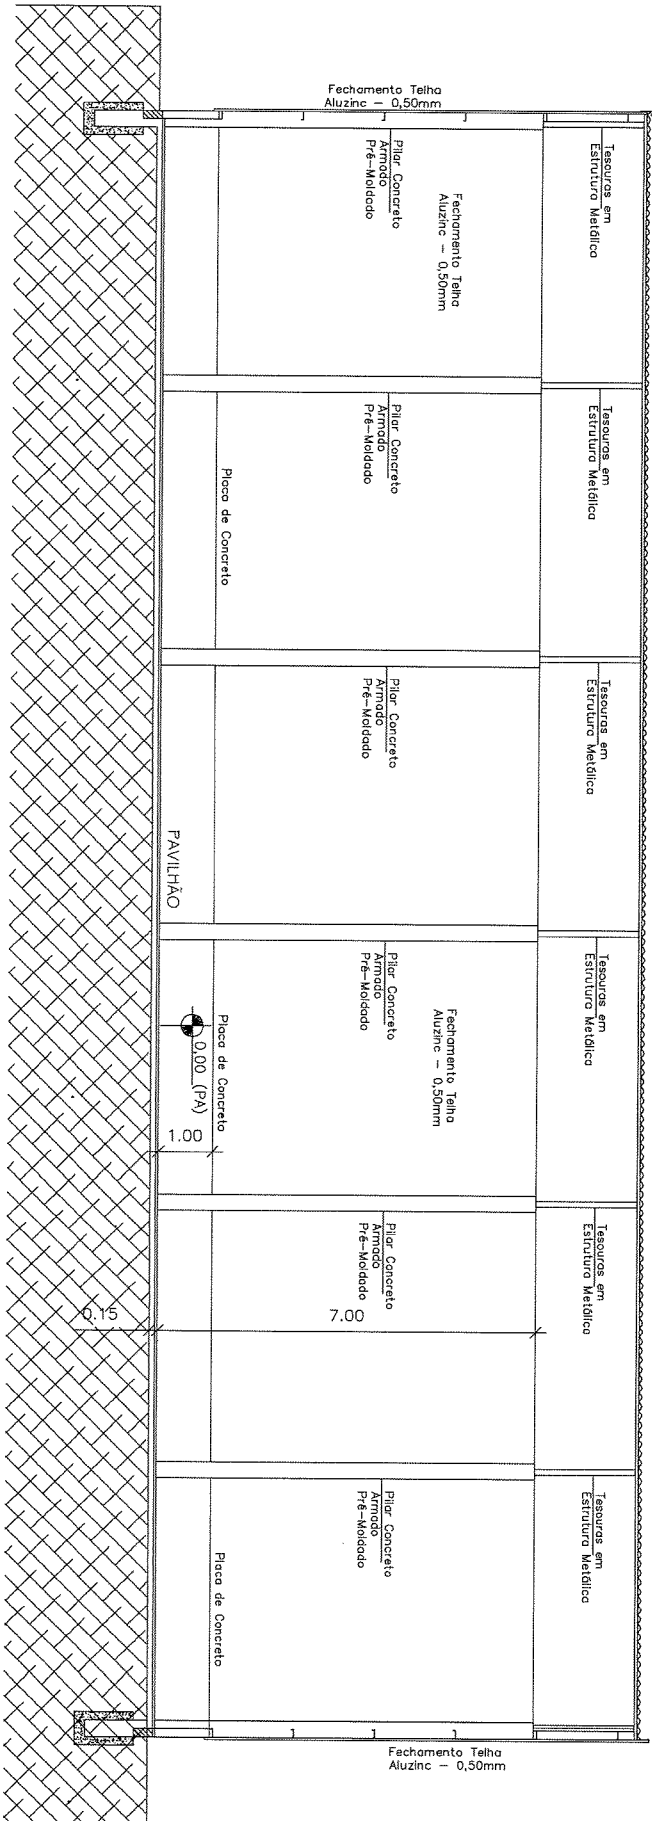 Fechamento Telha
Aluzinc - 0,50mm
Tesouras em
Estrutura Metálica
Pilar Concreto
Armado
Pré-Moldado
Fechamento Telha
Aluzinc - 0,50mm
Tesouras em
Estrutura Metálica
Pilar Concreto
Armado
Pré-Moldado
Placa de Concreto
Tesouras em
Estrutura Metálica
Pilar Concreto
Armado
Pré-Moldado
PAVILHÃO
Tesouras em
Estrutura Metálica
Pilar Concreto
Armado
Pré-Moldado
Fechamento Telha
Aluzinc - 0,50mm
Placa de Concreto
0,00 (PA)
1.00
Tesouras em
Estrutura Metálica
Pilar Concreto
Armado
Pré-Moldado
0.15
7.00
Tesouras em
Estrutura Metálica
Pilar Concreto
Armado
Pré-Moldado
Placa de Concreto
Fechamento Telha
Aluzinc - 0,50mm